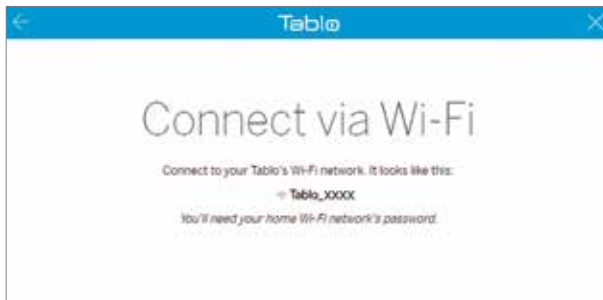 Tablo
Connect via Wi-Fi
Connect to your Tablo's Wi-Fi network. It looks like this:
Tablo_XXXX
You'll need your home Wi-Fi network's password.